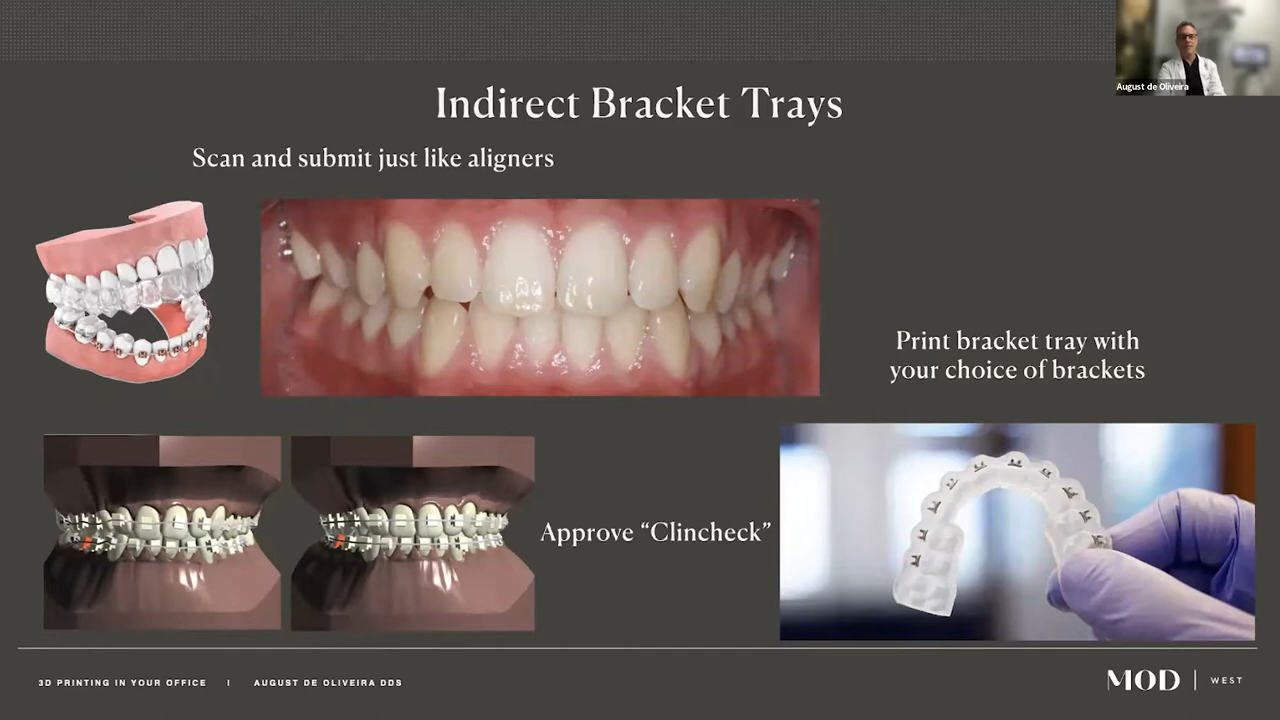 August de Oliveira
Indirect Bracket Trays
Scan and submit just like aligners
Print bracket tray with
your choice of brackets
Approve “Clincheck”
3D PRINTING IN YOUR OFFICE | AUGUST DE OLIVEIRA DDS
MOD | WEST